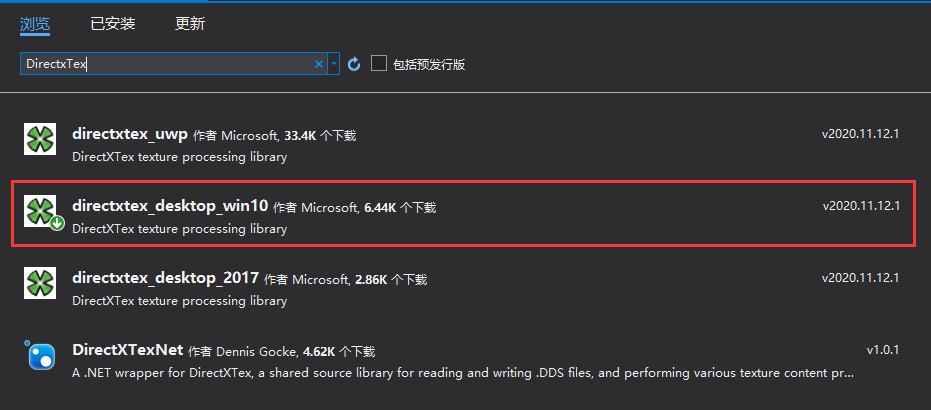 浏览 已安装 更新
DirectxTex 包括预发行版
directxtex_uwp 作者 Microsoft, 33.4K 个下载 v2020.11.12.1
DirectXTex texture processing library
directxtex_desktop_win10 作者 Microsoft, 6.44K 个下载 v2020.11.12.1
DirectXTex texture processing library
directxtex_desktop_2017 作者 Microsoft, 2.86K 个下载 v2020.11.12.1
DirectXTex texture processing library
DirectXTexNet 作者 Dennis Gocke, 4.62K 个下载 v1.0.1
A .NET wrapper for DirectXTex, a shared source library for reading and writing .DDS files, and performing various texture content pr...